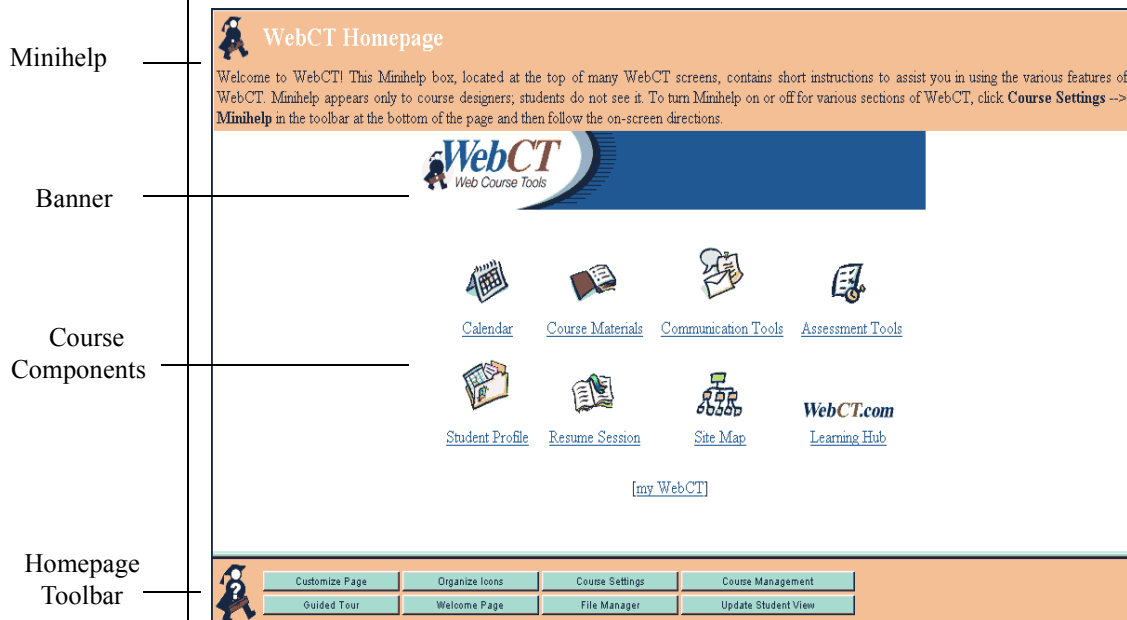 Minihelp
WebCT Homepage
Welcome to WebCT! This Minihelp box, located at the top of many WebCT screens, contains short instructions to assist you in using the various features of
WebCT. Minihelp appears only to course designers; students do not see it. To turn Minihelp on or off for various sections of WebCT, click Course Settings -->
Minihelp in the toolbar at the bottom of the page and then follow the on-screen directions.
Banner
WebCT
Web Course Tools
Course
Components
Calendar Course Materials Communication Tools Assessment Tools
WebCT.com
Student Profile Resume Session Site Map Learning Hub
[my WebCT]
Homepage
Toolbar
?
Customize Page Organize Icons Course Settings Course Management
Guided Tour Welcome Page File Manager Update Student View